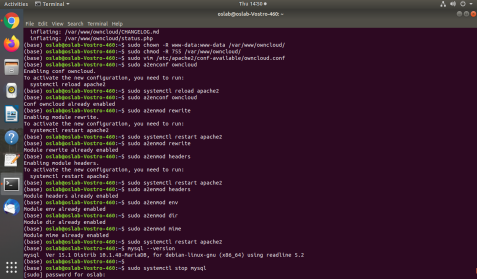 Activities
Terminal
Thu 14:50
oslab@oslab-Vostro-460: ~
File Edit View Search Terminal Help
inflating: /var/www/owncloud/CHANGELOG.md
inflating: /var/www/owncloud/status.php
(base) oslab@oslab-Vostro-460:~$ sudo chown -R www-data:www-data /var/www/owncloud/
(base) oslab@oslab-Vostro-460:~$ sudo chmod -R 755 /var/www/owncloud/
(base) oslab@oslab-Vostro-460:~$ sudo vim /etc/apache2/conf-available/owncloud.conf
(base) oslab@oslab-Vostro-460:~$ sudo a2enconf owncloud
Enabling conf owncloud.
To activate the new configuration, you need to run:
systemctl reload apache2
(base) oslab@oslab-Vostro-460:~$ sudo systemctl reload apache2
(base) oslab@oslab-Vostro-460:~$ sudo a2enconf owncloud
Conf owncloud already enabled
(base) oslab@oslab-Vostro-460:~$ sudo a2enmod rewrite
Enabling module rewrite.
To activate the new configuration, you need to run:
systemctl restart apache2
(base) oslab@oslab-Vostro-460:~$ sudo systemctl restart apache2
(base) oslab@oslab-Vostro-460:~$ sudo a2enmod rewrite
Module rewrite already enabled
(base) oslab@oslab-Vostro-460:~$ sudo a2enmod headers
Enabling module headers.
To activate the new configuration, you need to run:
systemctl restart apache2
(base) oslab@oslab-Vostro-460:~$ sudo systemctl restart apache2
(base) oslab@oslab-Vostro-460:~$ sudo a2enmod headers
Module headers already enabled
(base) oslab@oslab-Vostro-460:~$ sudo a2enmod env
Module env already enabled
(base) oslab@oslab-Vostro-460:~$ sudo a2enmod dir
Module dir already enabled
(base) oslab@oslab-Vostro-460:~$ sudo a2enmod mime
Module mime already enabled
(base) oslab@oslab-Vostro-460:~$ sudo systemctl restart apache2
(base) oslab@oslab-Vostro-460:~$ mysql --version
mysql Ver 15.1 Distrib 10.1.48-MariaDB, for debian-linux-gnu (x86_64) using readline 5.2
(base) oslab@oslab-Vostro-460:~$
(base) oslab@oslab-Vostro-460:~$ sudo systemctl stop mysql
[sudo] password for oslab: